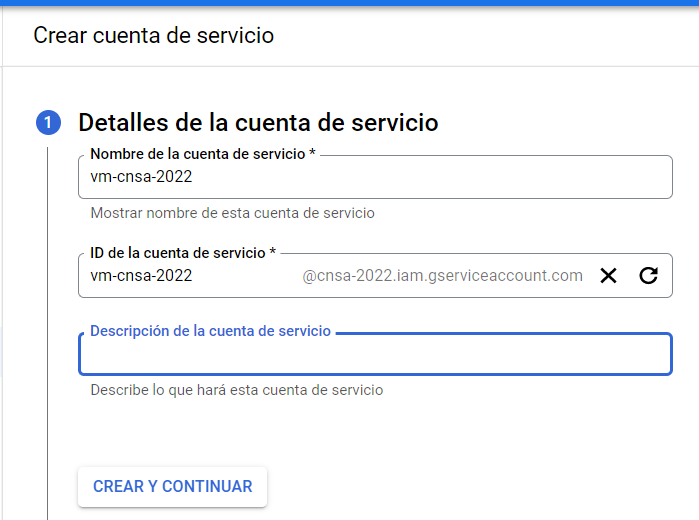 Crear cuenta de servicio
1 Detalles de la cuenta de servicio
Nombre de la cuenta de servicio *
vm-cnsa-2022
Mostrar nombre de esta cuenta de servicio
ID de la cuenta de servicio *
vm-cnsa-2022 @cnsa-2022.iam.gserviceaccount.com
Descripción de la cuenta de servicio
Describe lo que hará esta cuenta de servicio
CREAR Y CONTINUAR